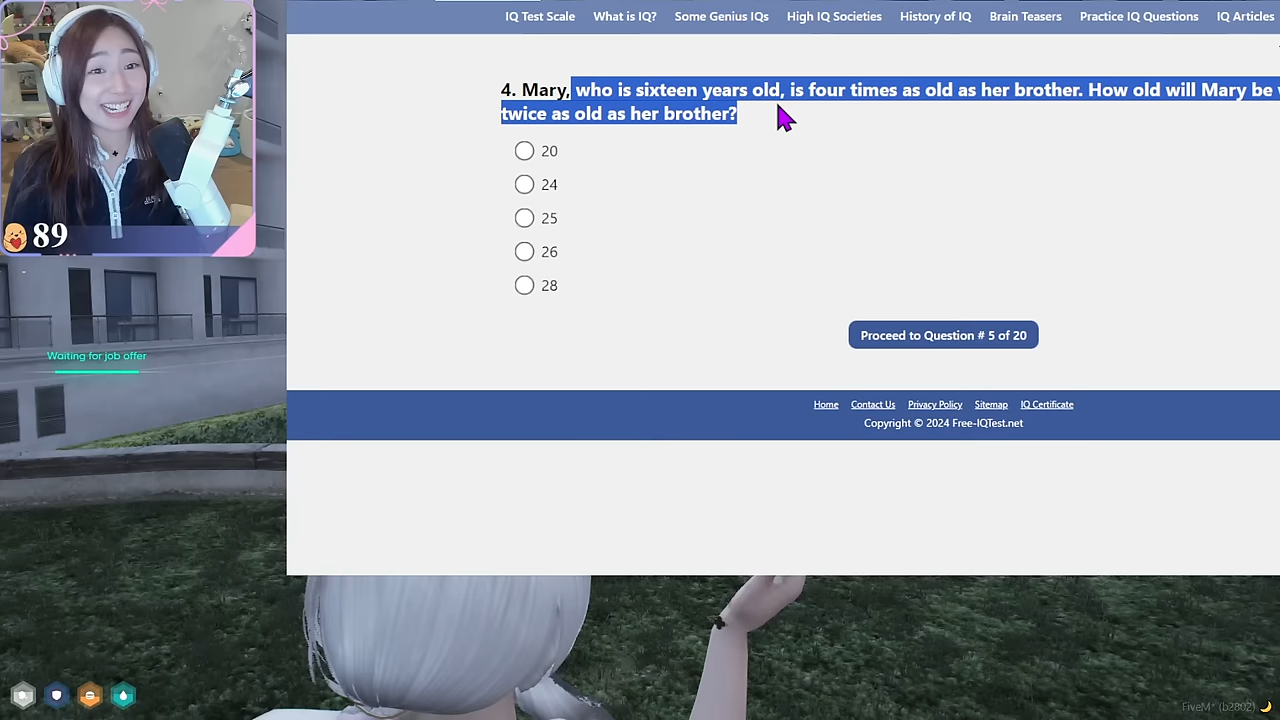 IQ Test Scale What is IQ? Some Genius IQs High IQ Societies History of IQ Brain Teasers Practice IQ Questions IQ Articles
4. Mary, who is sixteen years old, is four times as old as her brother. How old will Mary be
twice as old as her brother?
20
24
25
26
28
Proceed to Question # 5 of 20
Home Contact Us Privacy Policy Sitemap IQ Certificate
Copyright © 2024 Free-IQTest.net
89
Waiting for job offer
FiveM* (b2802)